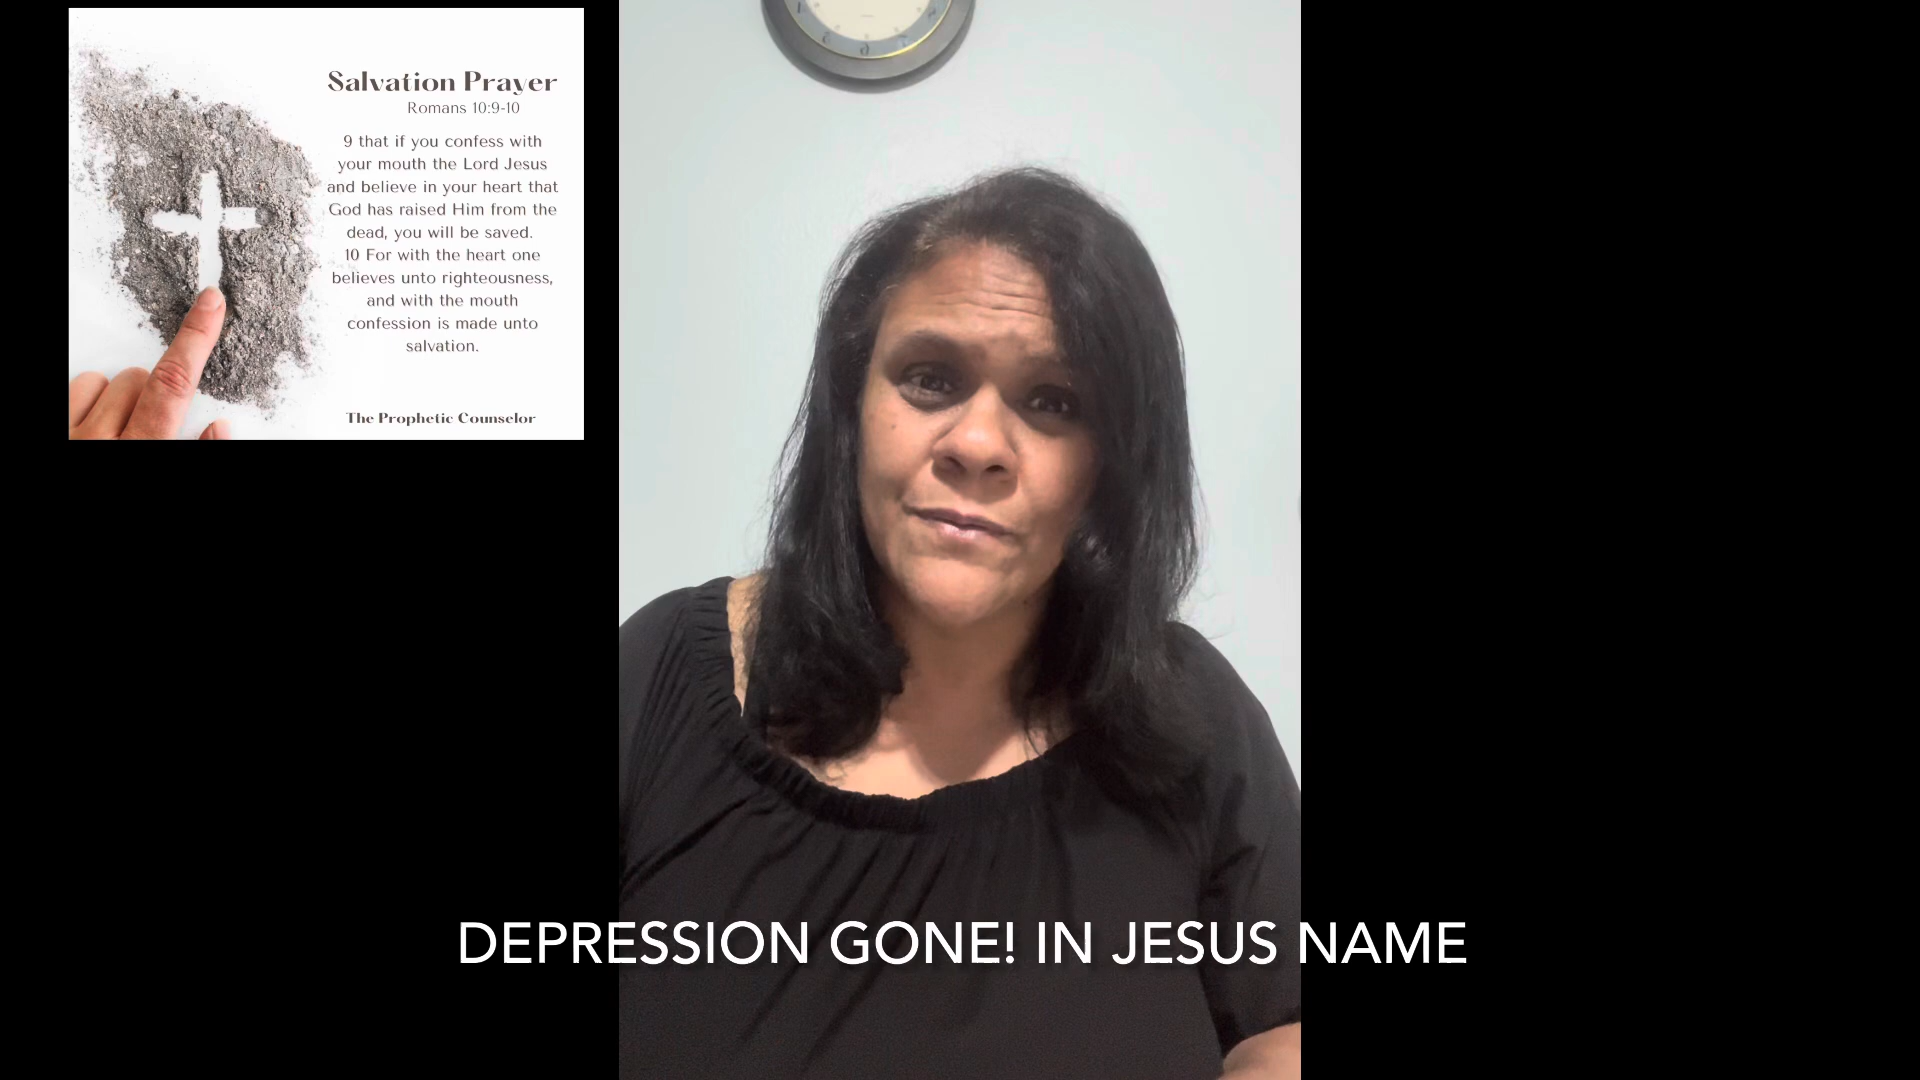 Salvation Prayer
Romans 10:9-10
9 that if you confess with
your mouth the Lord Jesus
and believe in your heart that
God has raised Him from the
dead, you will be saved.
10 For with the heart one
believes unto righteousness,
and with the mouth
confession is made unto
salvation.
The Prophetic Counselor
DEPRESSION GONE! IN JESUS NAME